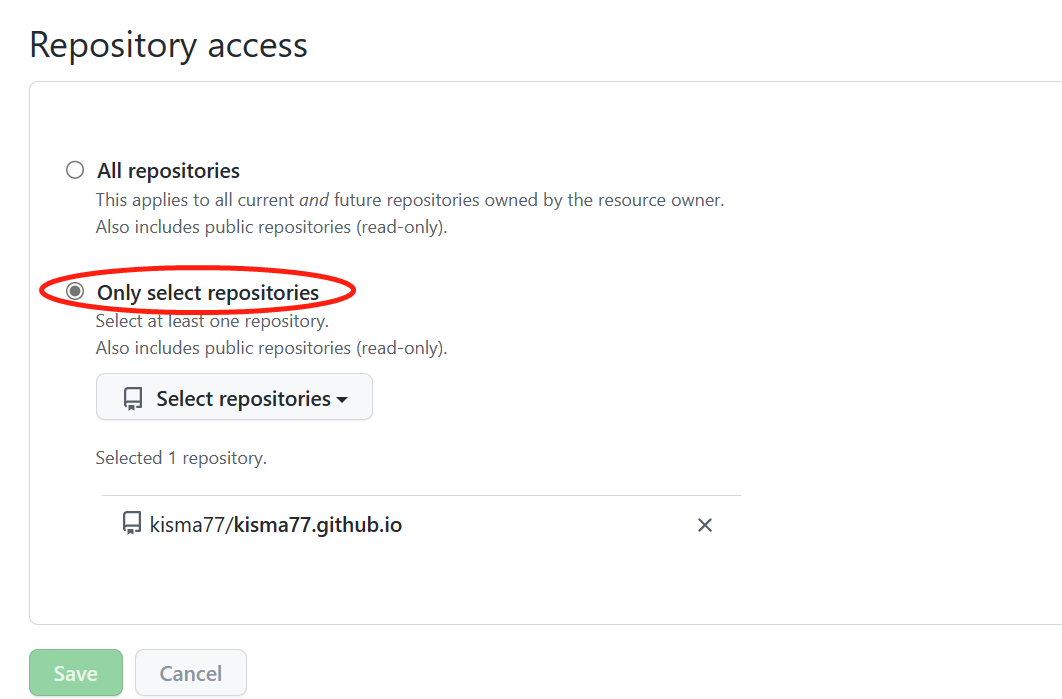 Repository access
All repositories
This applies to all current and future repositories owned by the resource owner.
Also includes public repositories (read-only).
Only select repositories
Select at least one repository.
Also includes public repositories (read-only).
Select repositories
Selected 1 repository.
kisma77/kisma77.github.io
Save Cancel